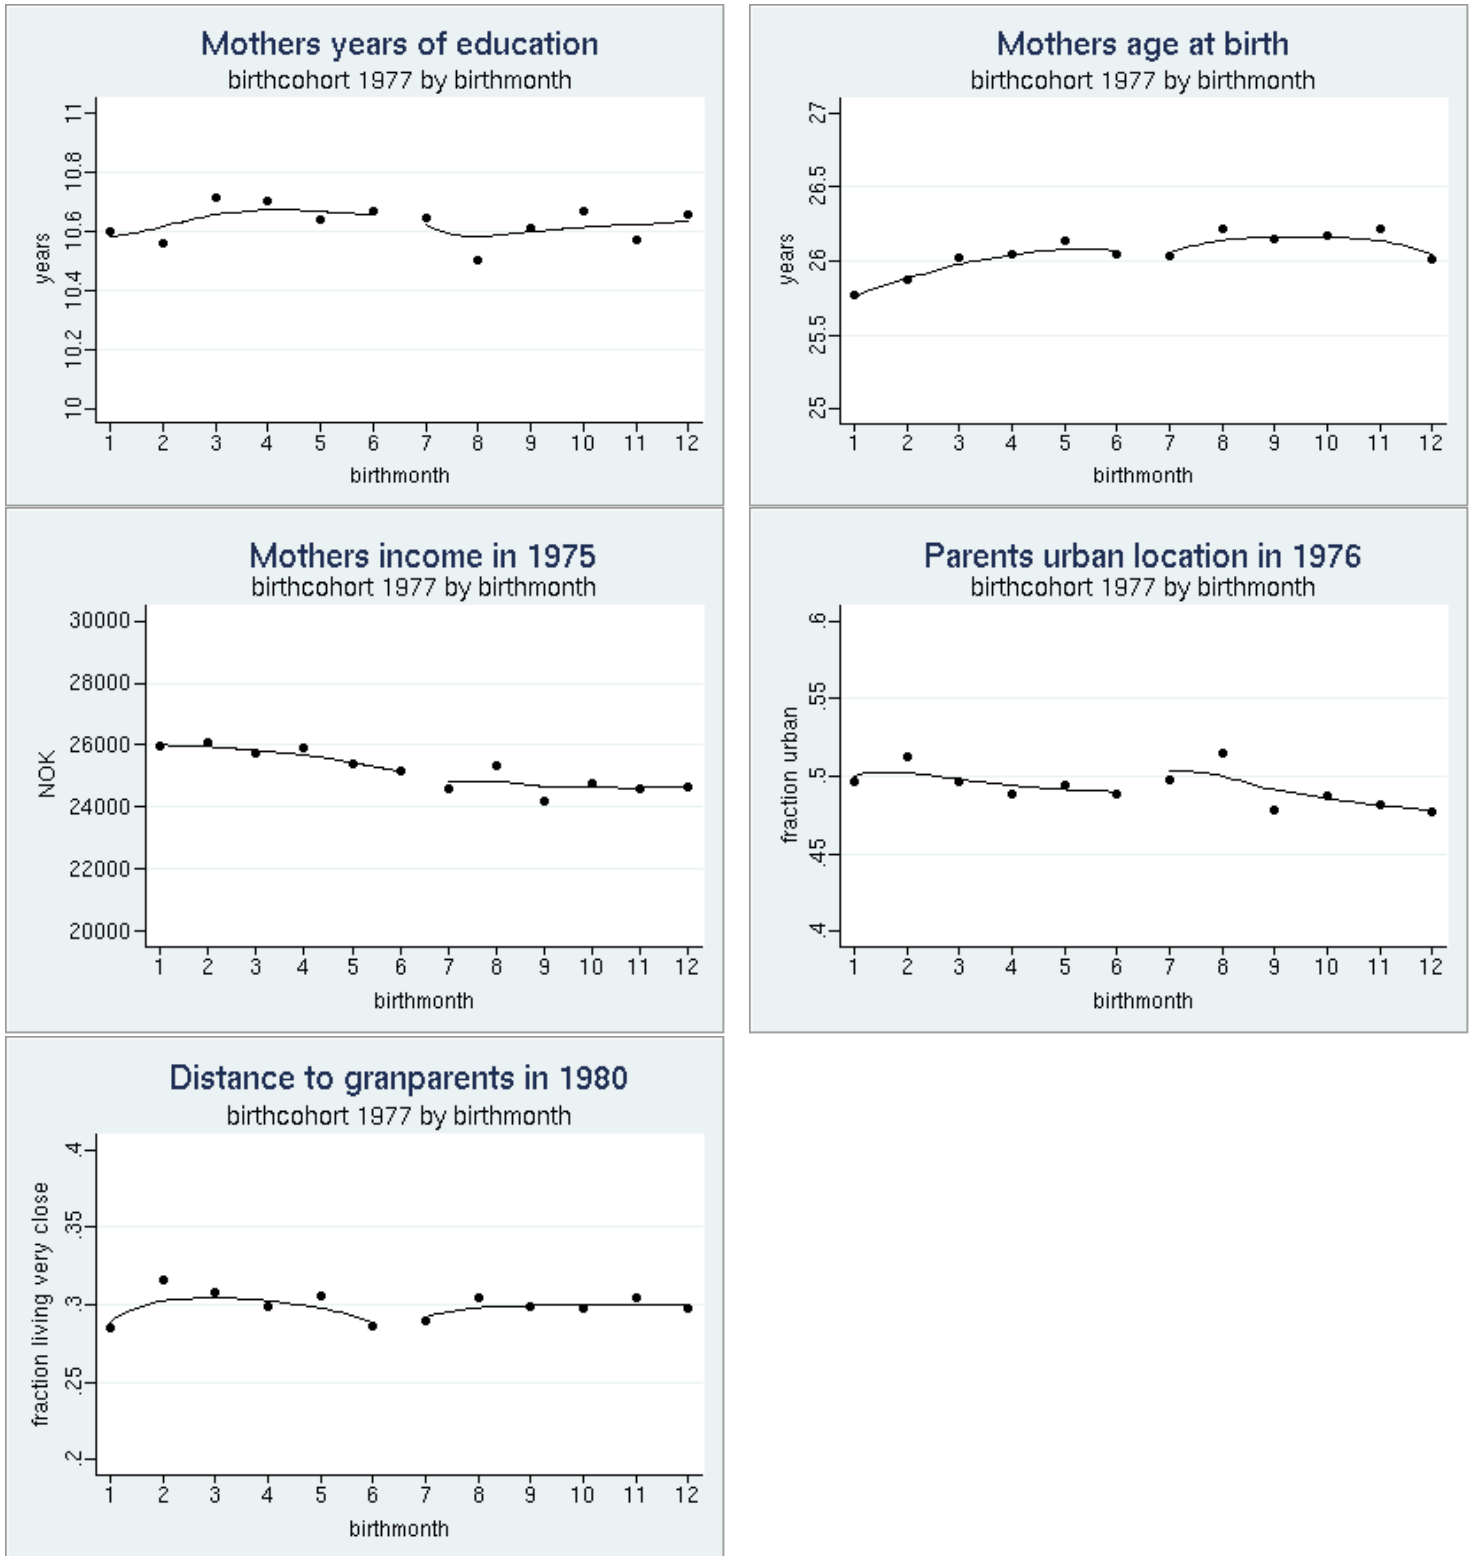 Mothers years of education
birthcohort 1977 by birthmonth
years
11
10.8
10.6
10.4
10.2
10
1 2 3 4 5 6 7 8 9 10 11 12
birthmonth
Mothers age at birth
birthcohort 1977 by birthmonth
years
27
26.5
26
25.5
25
1 2 3 4 5 6 7 8 9 10 11 12
birthmonth
Mothers income in 1975
birthcohort 1977 by birthmonth
NOK
30000
28000
26000
24000
22000
20000
1 2 3 4 5 6 7 8 9 10 11 12
birthmonth
Parents urban location in 1976
birthcohort 1977 by birthmonth
fraction urban
.6
.55
.5
.45
.4
1 2 3 4 5 6 7 8 9 10 11 12
birthmonth
Distance to granparents in 1980
birthcohort 1977 by birthmonth
fraction living very close
.4
.35
.3
.25
.2
1 2 3 4 5 6 7 8 9 10 11 12
birthmonth